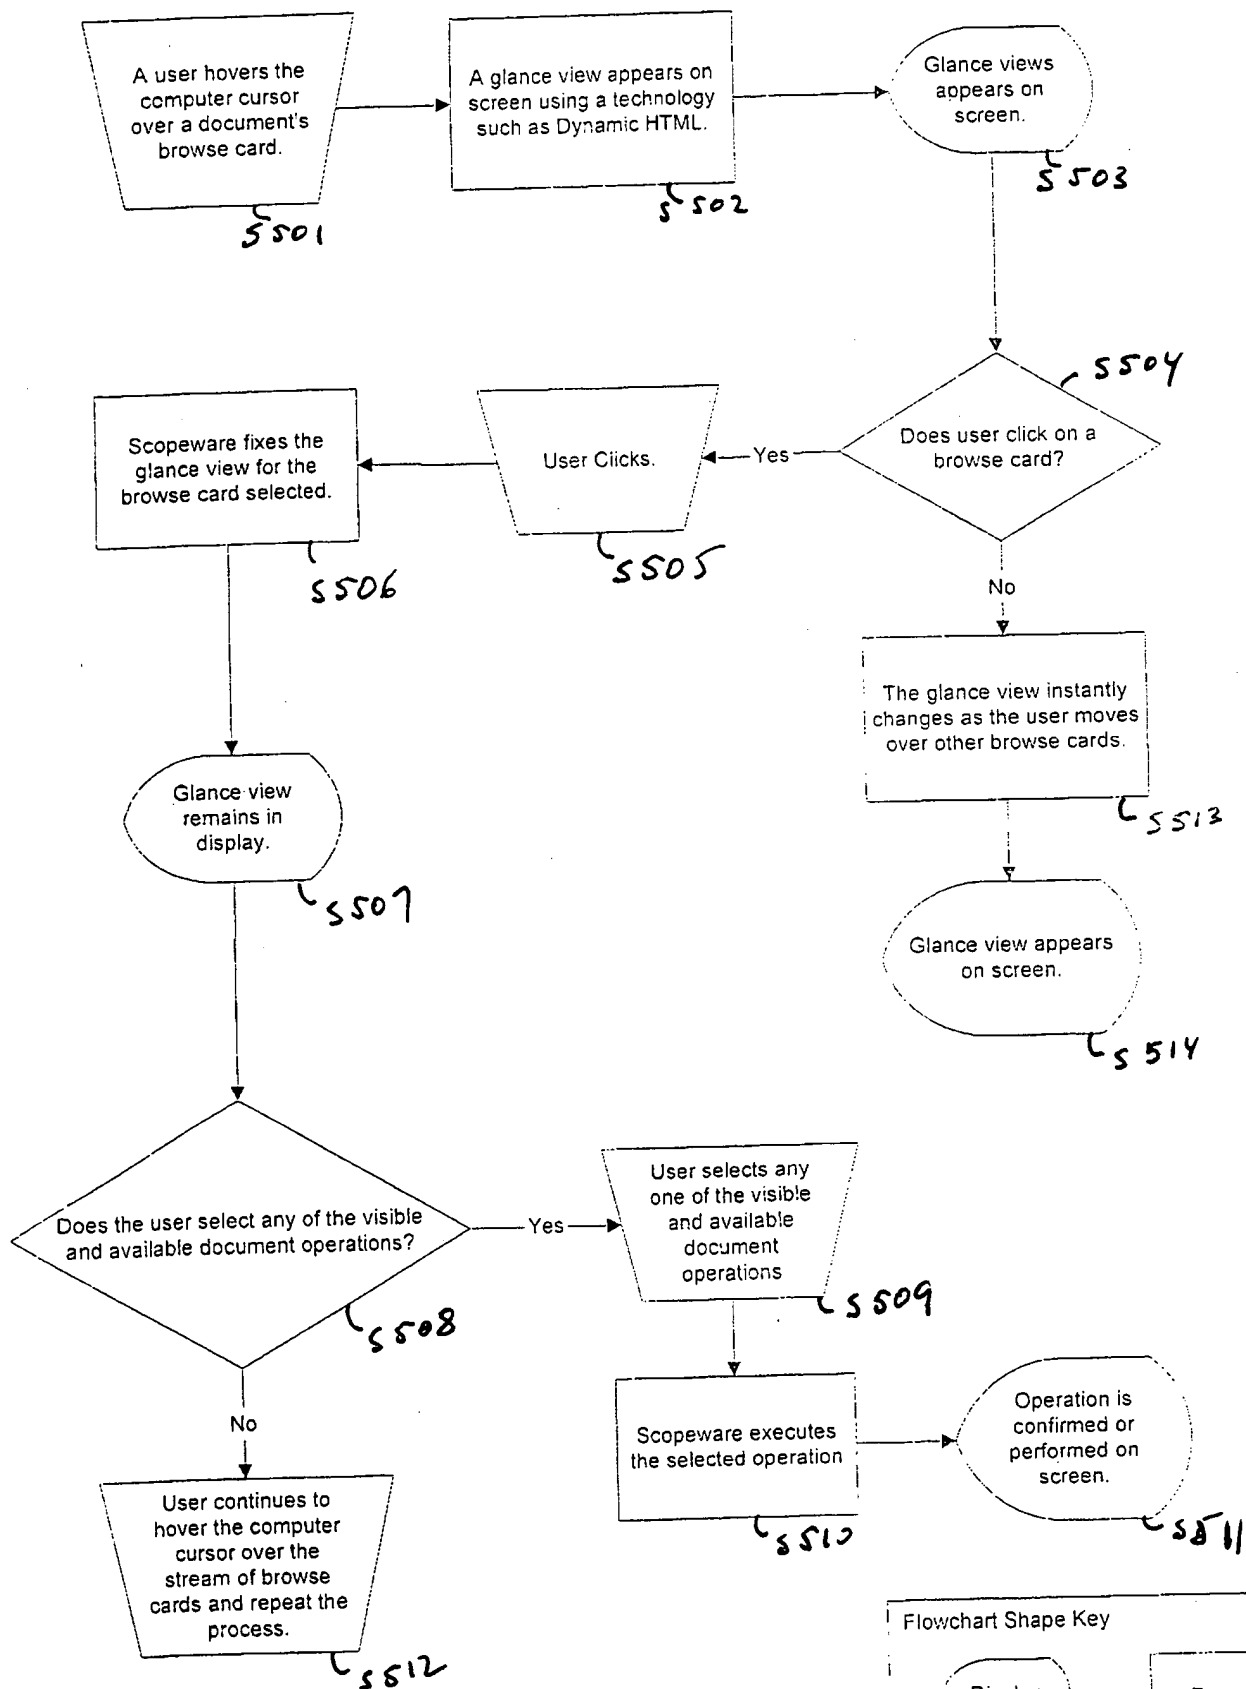 A user hovers the
computer cursor
over a document's
browse card.
S501
A glance view appears on
screen using a technology
such as Dynamic HTML.
S502
Glance views
appears on
screen.
S503
S504
Does user click on a
browse card?
Yes
User Clicks.
S505
Scopeware fixes the
glance view for the
browse card selected.
S506
No
The glance view instantly
changes as the user moves
over other browse cards.
S513
Glance view
remains in
display.
S507
Glance view appears
on screen.
S514
Does the user select any of the visible
and available document operations?
S508
Yes
User selects any
one of the visible
and available
document
operations
S509
Scopeware executes
the selected operation
S510
Operation is
confirmed or
performed on
screen.
S511
No
User continues to
hover the computer
cursor over the
stream of browse
cards and repeat the
process.
S512
Flowchart Shape Key